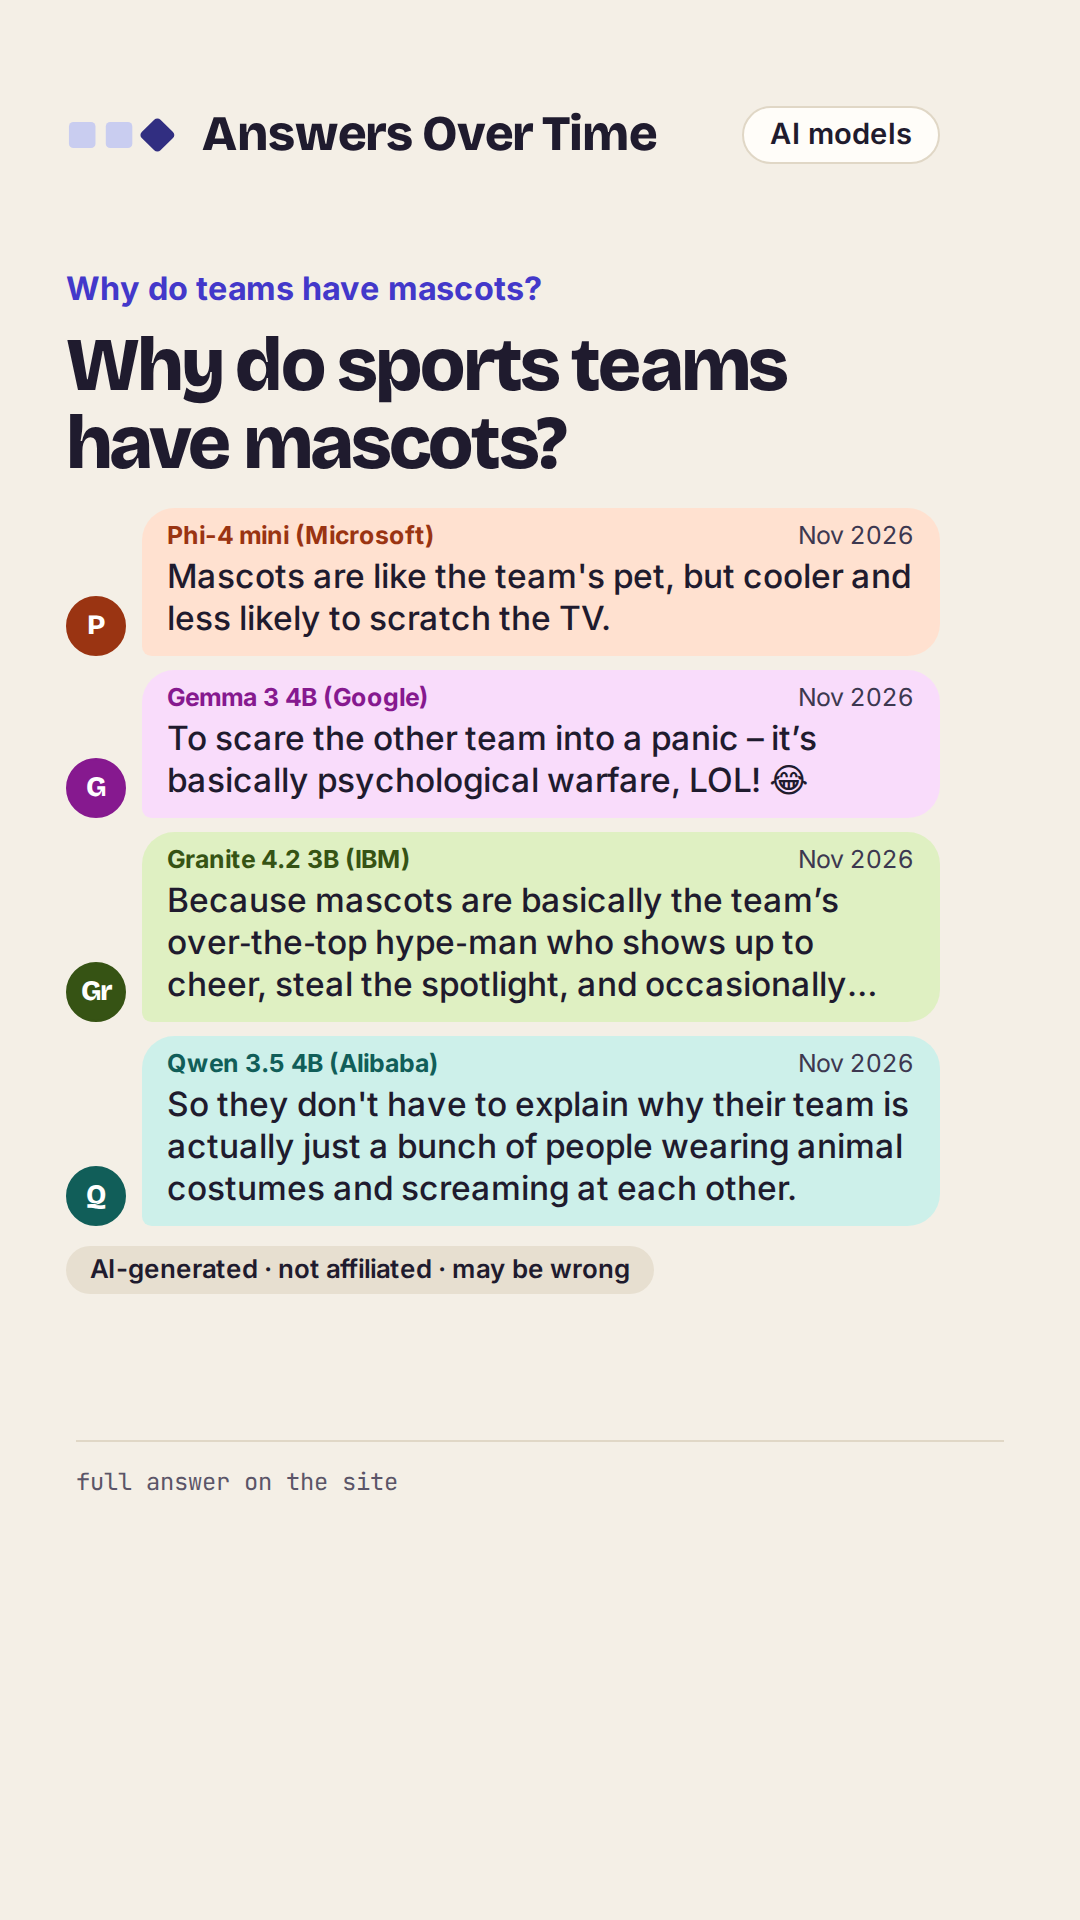 Answers Over Time
AI models
Why do teams have mascots?
Why do sports teams
have mascots?
Phi-4 mini (Microsoft)
Nov 2026
Mascots are like the team's pet, but cooler and
less likely to scratch the TV.
P
Gemma 3 4B (Google)
Nov 2026
To scare the other team into a panic – it’s
basically psychological warfare, LOL! 😂
G
Granite 4.2 3B (IBM)
Nov 2026
Because mascots are basically the team’s
over-the-top hype-man who shows up to
cheer, steal the spotlight, and occasionally…
Gr
Qwen 3.5 4B (Alibaba)
Nov 2026
So they don't have to explain why their team is
actually just a bunch of people wearing animal
costumes and screaming at each other.
Q
AI-generated · not affiliated · may be wrong
full answer on the site